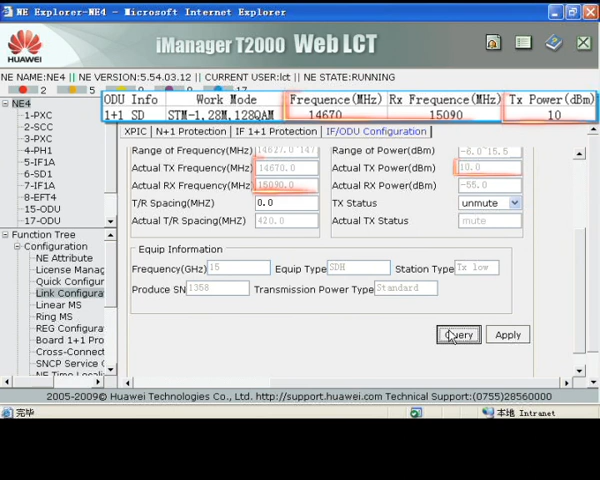 NE Explorer-NE4 - Microsoft Internet Explorer
HUAWEI
iManager T2000 Web LCT
NE NAME:NE4 || NE VERSION:5.54.03.12 || CURRENT USER:lct || NE STATE:RUNNING
2 5
ODU Info Work Mode Frequence(MHz) Rx Frequence(MHz) Tx Power(dBm)
1+1 SD STM-1,28M,128QAM 14670 15090 10
NE4
1-PXC
2-SCC
3-PXC
4-PH1
5-IF1A
6-SD1
7-IF1A
8-EFT4
15-ODU
17-ODU
XPIC | N+1 Protection | IF 1+1 Protection | IF/ODU Configuration
Range of Frequency(MHz) 14627.0~147 Range of Power(dBm) -6.0~15.5
Actual TX Frequency(MHz) 14670.0 Actual TX Power(dBm) 10.0
Actual RX Frequency(MHz) 15090.0 Actual RX Power(dBm) -55.0
T/R Spacing(MHZ) 0.0 TX Status unmute
Actual T/R Spacing(MHZ) 420.0 Actual TX Status mute
Equip Information
Frequency(GHz) 15 Equip Type SDH Station Type Tx low
Produce SN 1358 Transmission Power Type Standard
Query Apply
Function Tree
Configuration
NE Attribute
License Manag
Quick Configur
Link Configura
Linear MS
Ring MS
REG Configura
Board 1+1 Pro
Cross-Connect
SNCP Service C
NE Time Locali
2005-2009© Huawei Technologies Co., Ltd. http://support.huawei.com Technical Support:(0755)28560000
完毕 本地 Intranet